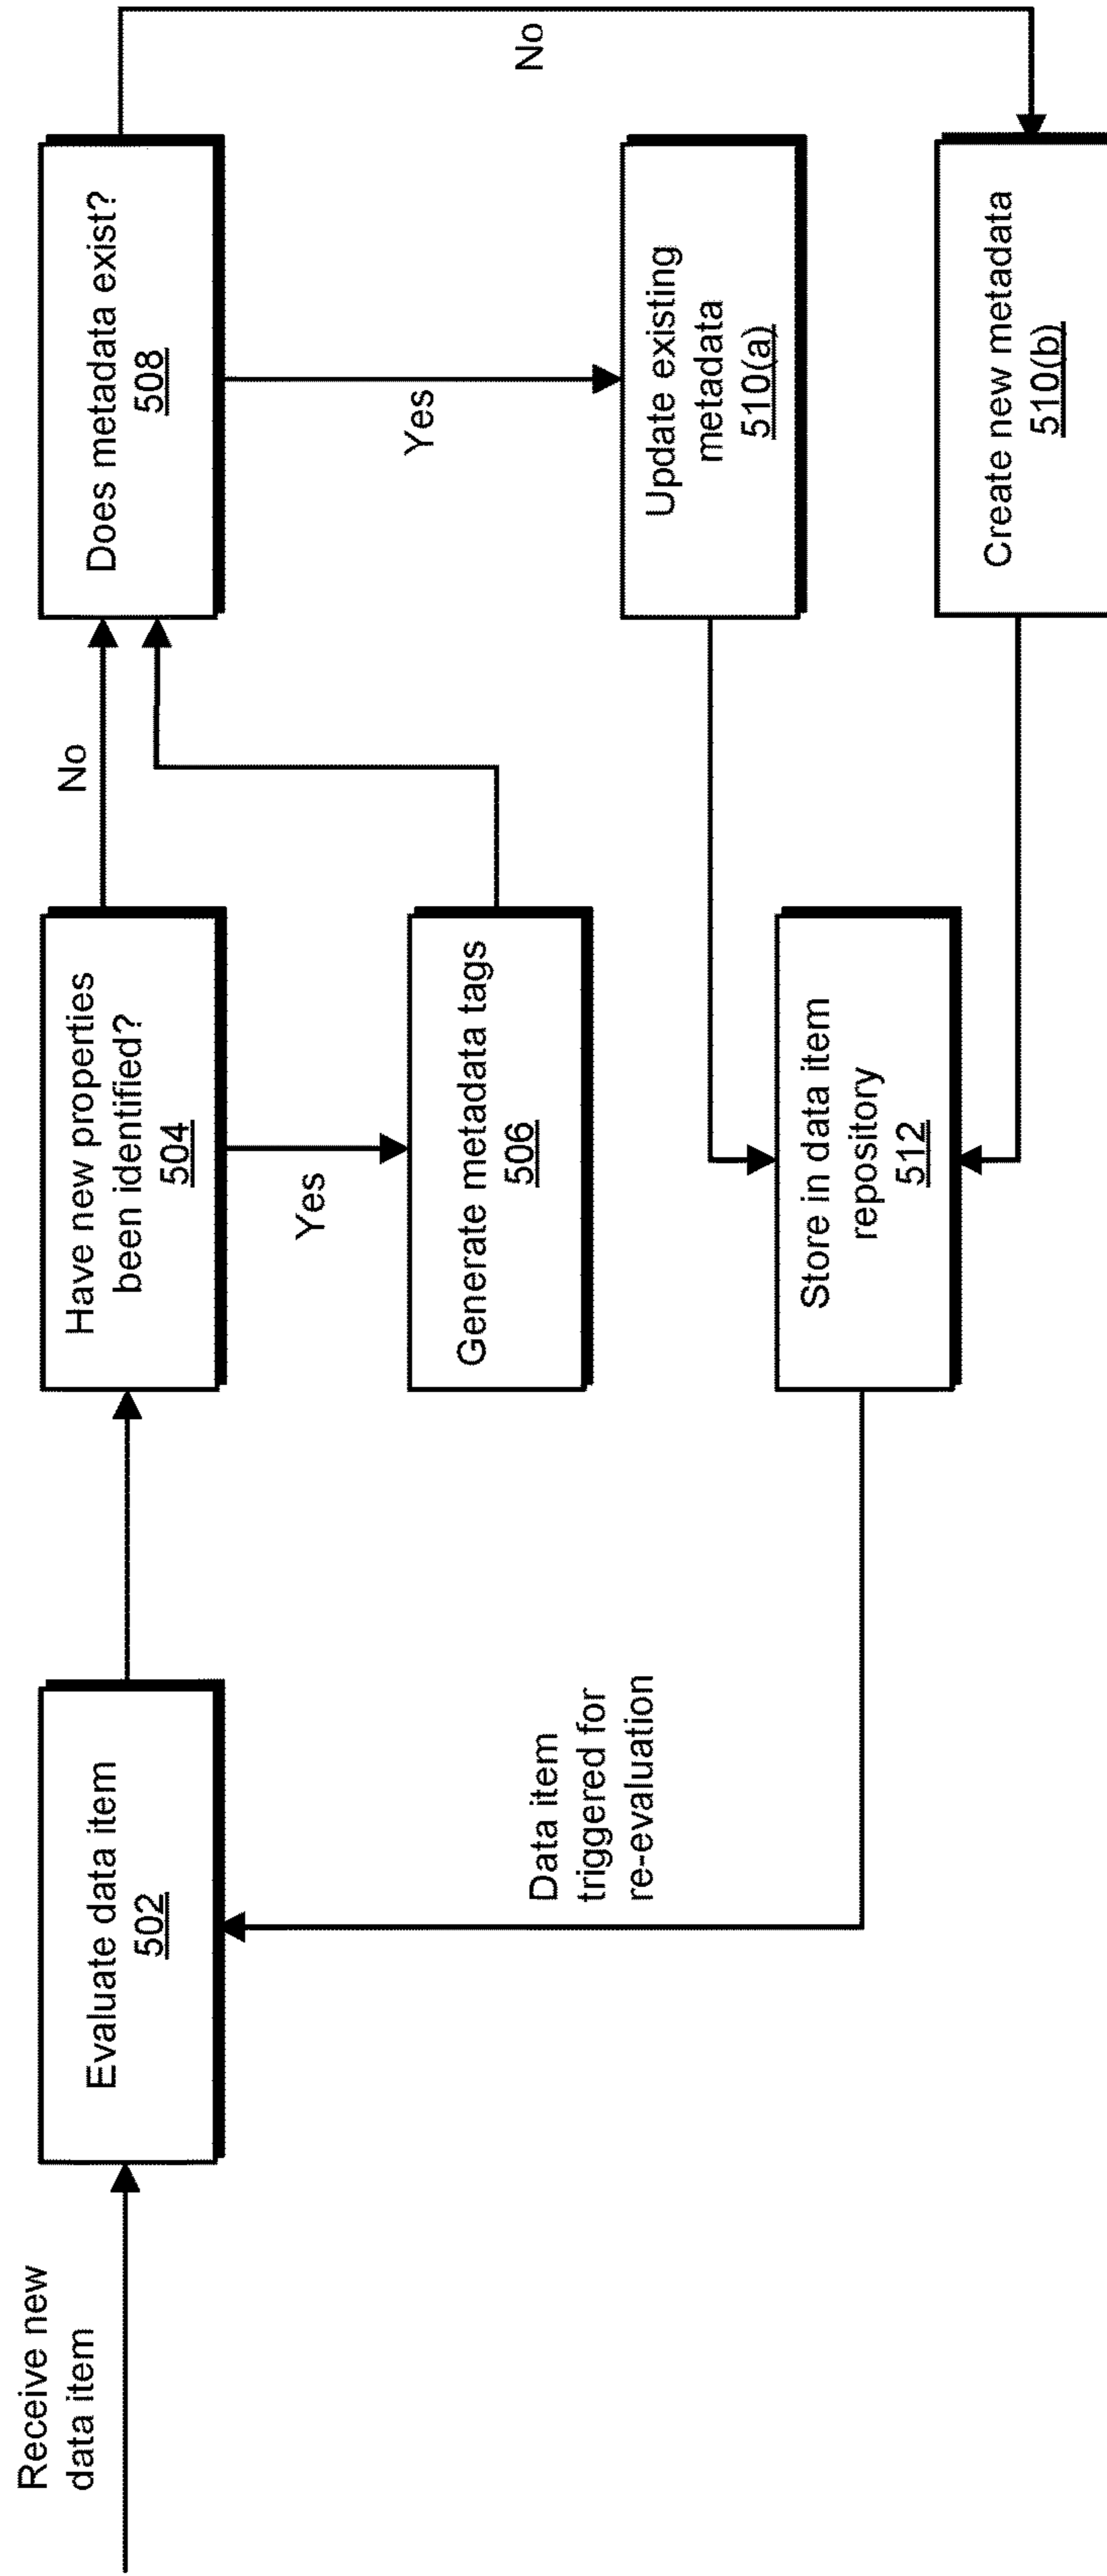 Receive new
data item
Evaluate data item
502
Have new properties
been identified?
504
No
Yes
Generate metadata tags
506
Does metadata exist?
508
Yes
No
Update existing
metadata
510(a)
Create new metadata
510(b)
Store in data item
repository
512
Data item
triggered for
re-evaluation